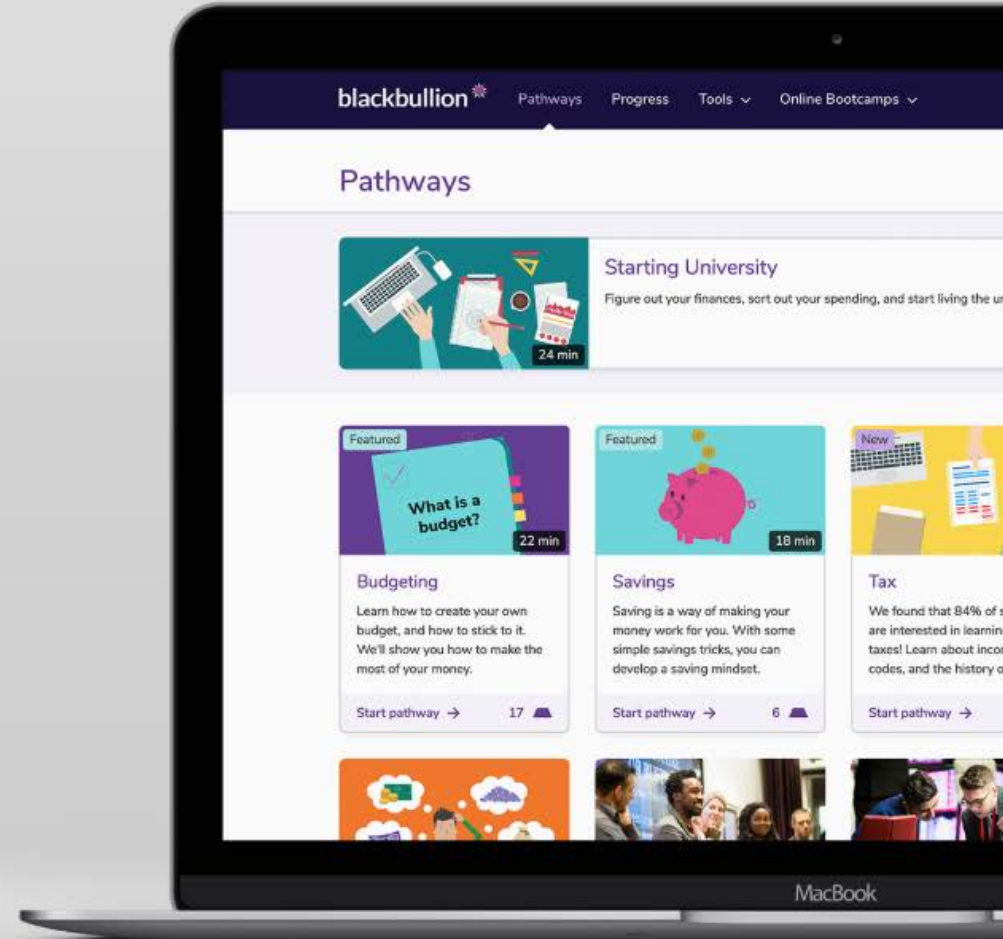 blackbullion
Pathways Progress Tools Online Bootcamps
Pathways
Starting University
Figure out your finances, sort out your spending, and start living the
24 min
Featured
What is a
budget?
22 min
Budgeting
Learn how to create your own
budget, and how to stick to it.
We'll show you how to make the
most of your money.
Start pathway → 17
Featured
18 min
Savings
Saving is a way of making your
money work for you. With some
simple savings tricks, you can
develop a saving mindset.
Start pathway → 6
New
Tax
We found that 84% of
are interested in
taxes! Learn about
codes, and the history
Start pathway →
MacBook